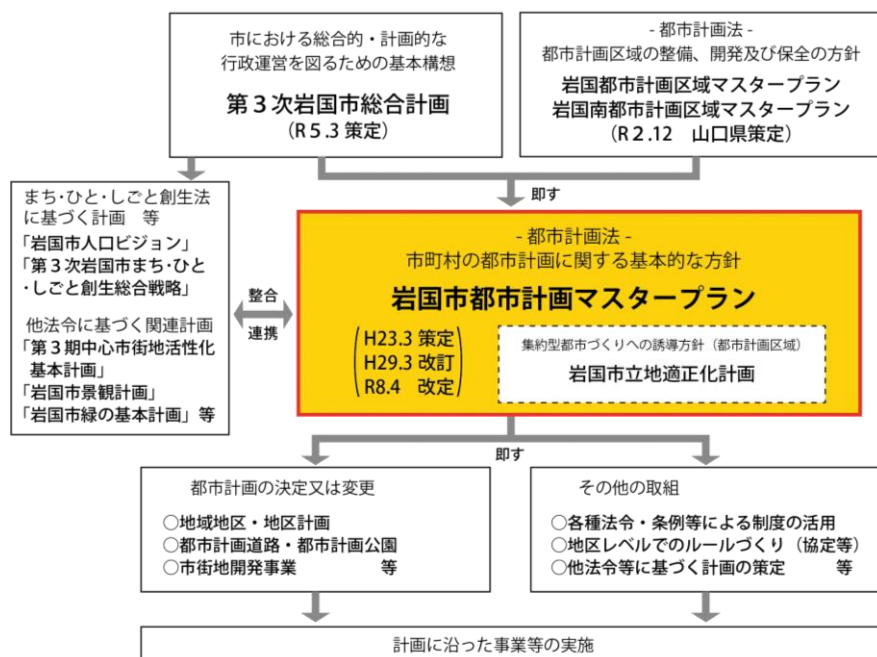 市における総合的・計画的な
行政運営を図るための基本構想
第３次岩国市総合計画
（R５.３ 策定）
- 都市計画法 -
都市計画区域の整備、開発及び保全の方針
岩国都市計画区域マスタープラン
岩国南都市計画区域マスタープラン
（R２.12　山口県策定）
即す
まち・ひと・しごと創生法
に基づく計画　等
「岩国市人口ビジョン」
「第３次岩国市まち・ひと
・しごと創生総合戦略」
他法令に基づく関連計画
「第３期中心市街地活性化
基本計画」
「岩国市景観計画」
「岩国市緑の基本計画」等
整合
連携
- 都市計画法 -
市町村の都市計画に関する基本的な方針
岩国市都市計画マスタープラン
H23.3 策定
H29.3 改訂
R8.4　改定
集約型都市づくりへの誘導方針（都市計画区域）
岩国市立地適正化計画
即す
都市計画の決定又は変更
○地域地区・地区計画
○都市計画道路・都市計画公園
○市街地開発事業　　　　等
その他の取組
○各種法令・条例等による制度の活用
○地区レベルでのルールづくり（協定等）
○他法令等に基づく計画の策定　　等
計画に沿った事業等の実施